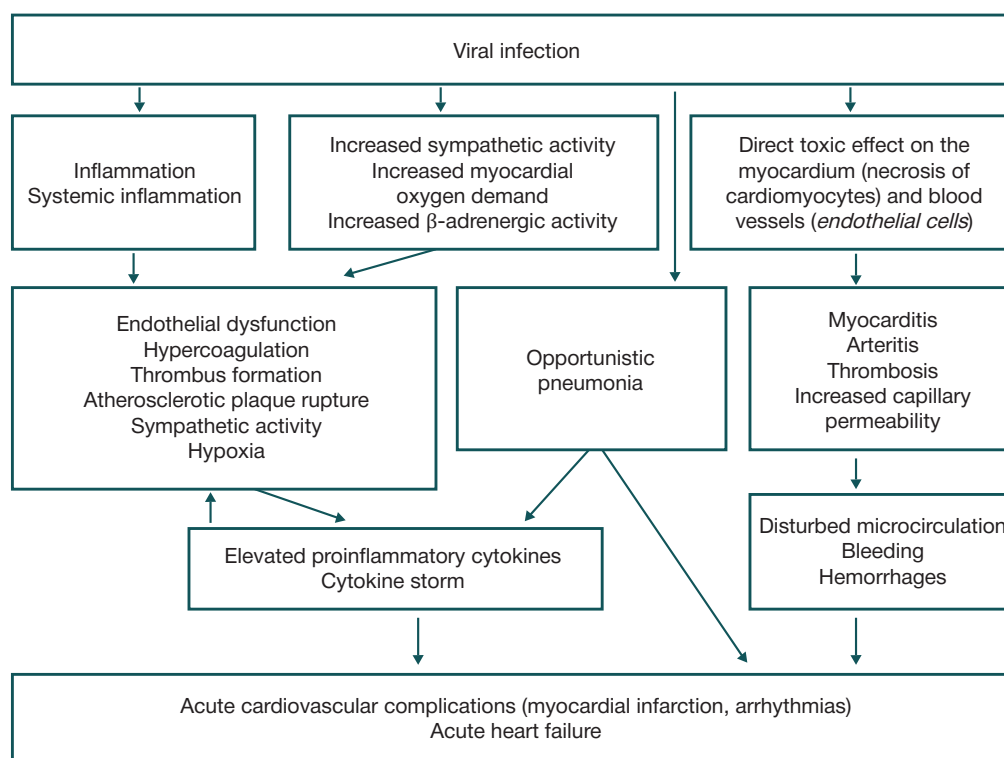 Viral infection
Inflammation
Systemic inflammation
Increased sympathetic activity
Increased myocardial
oxygen demand
Increased β-adrenergic activity
Direct toxic effect on the
myocardium (necrosis of
cardiomyocytes) and blood
vessels (endothelial cells)
Endothelial dysfunction
Hypercoagulation
Thrombus formation
Atherosclerotic plaque rupture
Sympathetic activity
Hypoxia
Opportunistic
pneumonia
Myocarditis
Arteritis
Thrombosis
Increased capillary
permeability
Elevated proinflammatory cytokines
Cytokine storm
Disturbed microcirculation
Bleeding
Hemorrhages
Acute cardiovascular complications (myocardial infarction, arrhythmias)
Acute heart failure